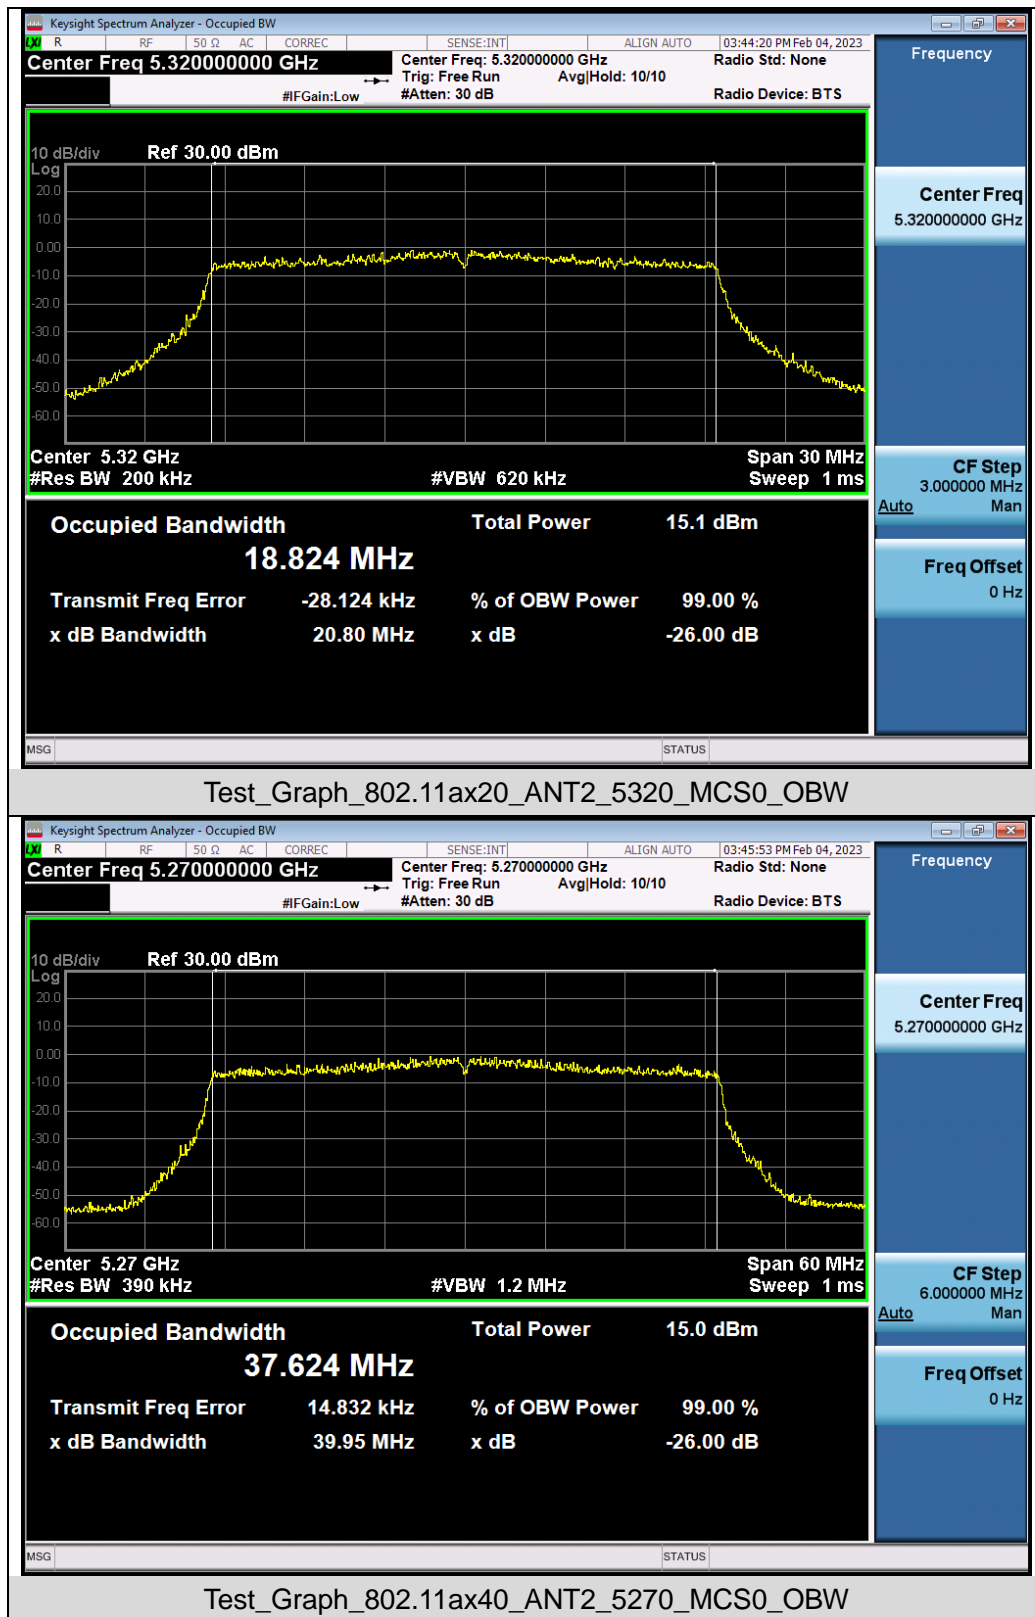 Keysight Spectrum Analyzer - Occupied BW
LXI R RF 50 Ω AC CORREC SENSE:INT ALIGN AUTO 03:44:20 PM Feb 04, 2023
Center Freq 5.320000000 GHz
Center Freq: 5.320000000 GHz
Radio Std: None
Trig: Free Run Avg|Hold: 10/10
#IFGain:Low #Atten: 30 dB Radio Device: BTS
Frequency
10 dB/div Ref 30.00 dBm
Log
20.0
10.0
0.00
-10.0
-20.0
-30.0
-40.0
-50.0
-60.0
Center 5.32 GHz Span 30 MHz
#Res BW 200 kHz #VBW 620 kHz Sweep 1 ms
Center Freq
5.320000000 GHz
CF Step
3.000000 MHz
Auto Man
Freq Offset
0 Hz
Occupied Bandwidth Total Power 15.1 dBm
18.824 MHz
Transmit Freq Error -28.124 kHz % of OBW Power 99.00 %
x dB Bandwidth 20.80 MHz x dB -26.00 dB
MSG STATUS
Test_Graph_802.11ax20_ANT2_5320_MCS0_OBW
Keysight Spectrum Analyzer - Occupied BW
LXI R RF 50 Ω AC CORREC SENSE:INT ALIGN AUTO 03:45:53 PM Feb 04, 2023
Center Freq 5.270000000 GHz
Center Freq: 5.270000000 GHz
Radio Std: None
Trig: Free Run Avg|Hold: 10/10
#IFGain:Low #Atten: 30 dB Radio Device: BTS
Frequency
10 dB/div Ref 30.00 dBm
Log
20.0
10.0
0.00
-10.0
-20.0
-30.0
-40.0
-50.0
-60.0
Center 5.27 GHz Span 60 MHz
#Res BW 390 kHz #VBW 1.2 MHz Sweep 1 ms
Center Freq
5.270000000 GHz
CF Step
6.000000 MHz
Auto Man
Freq Offset
0 Hz
Occupied Bandwidth Total Power 15.0 dBm
37.624 MHz
Transmit Freq Error 14.832 kHz % of OBW Power 99.00 %
x dB Bandwidth 39.95 MHz x dB -26.00 dB
MSG STATUS
Test_Graph_802.11ax40_ANT2_5270_MCS0_OBW